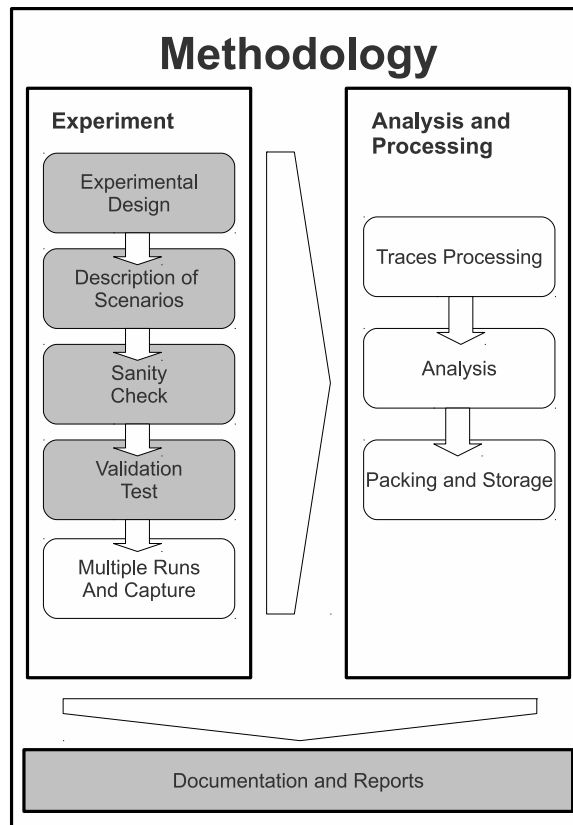 Methodology
Experiment
Experimental
Design
Description of
Scenarios
Sanity
Check
Validation
Test
Multiple Runs
And Capture
Analysis and
Processing
Traces Processing
Analysis
Packing and Storage
Documentation and Reports